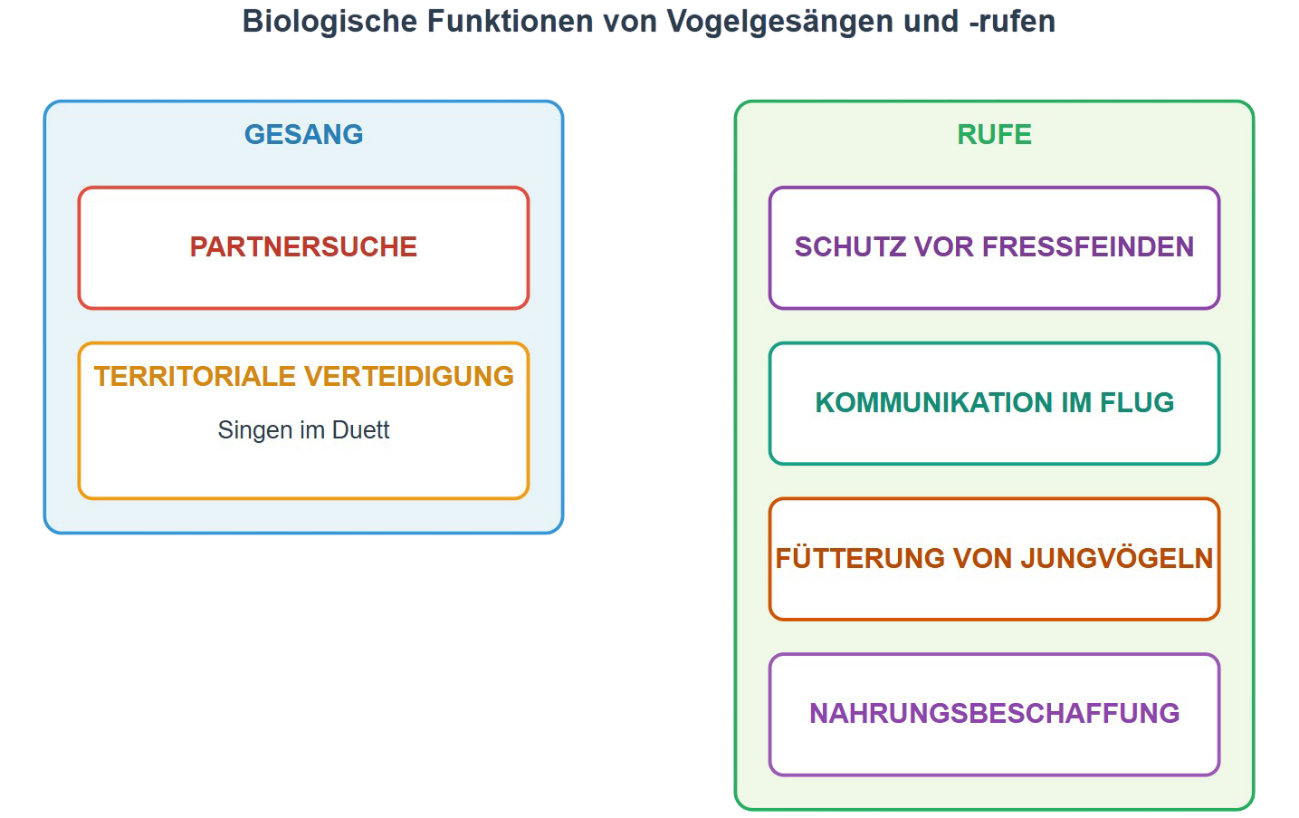 Biologische Funktionen von Vogelgesängen und -rufen
GESANG
PARTNERSUCHE
TERRITORIALE VERTEIDIGUNG
Singen im Duett
RUFE
SCHUTZ VOR FRESSFEINDEN
KOMMUNIKATION IM FLUG
FÜTTERUNG VON JUNGVÖGELN
NAHRUNGSBESCHAFFUNG